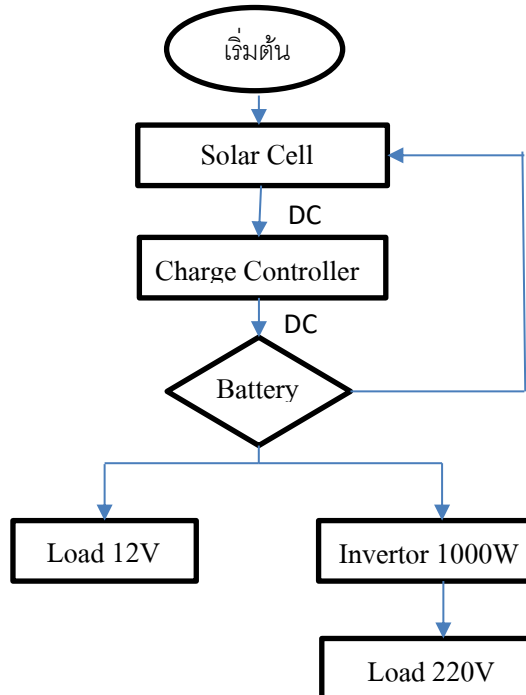 เริ่มต้น
Solar Cell
DC
Charge Controller
DC
Battery
Load 12V
Invertor 1000W
Load 220V